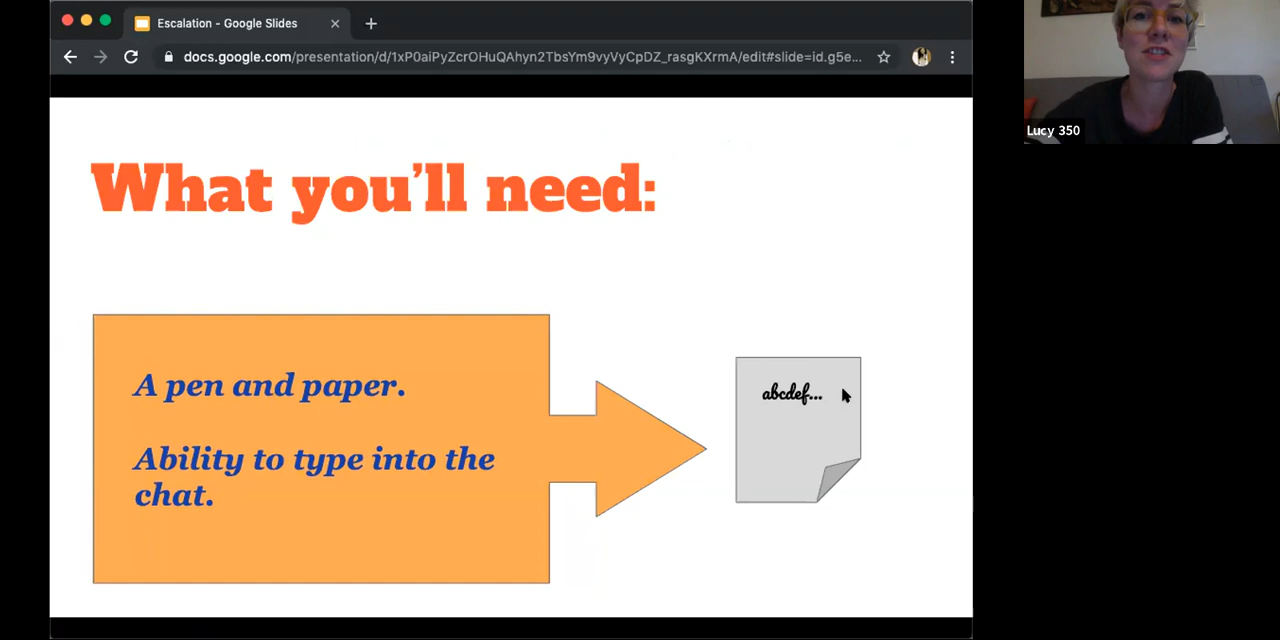 Escalation - Google Slides
docs.google.com/presentation/d/1xP0aiPyZcrOHuQAhyn2TbsYm9vyVyCpDZ_rasgKXrmA/edit#slide=id.g5e...
Lucy 350
What you'll need:
A pen and paper.
Ability to type into the
chat.
abcdef...